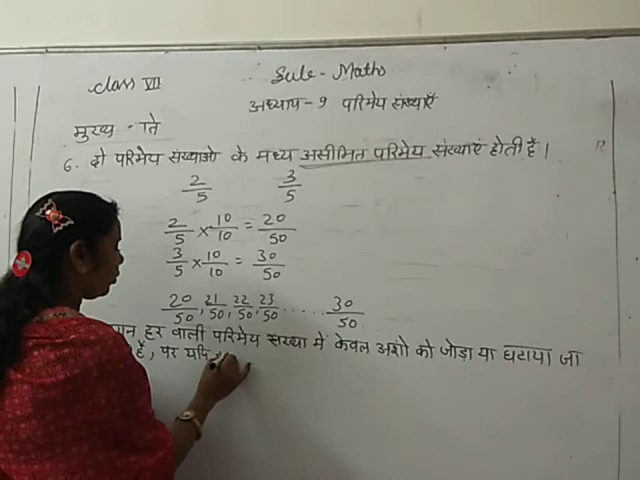 Class VII
Sub - Maths
अध्याय - 9 परिमेय संख्याएँ
मुख्य बाते
6. दो परिमेय संख्याओ के मध्य असीमित परिमेय संख्याएं होती हैं।
2/5 3/5
2/5 × 10/10 = 20/50
3/5 × 10/10 = 30/50
20/50, 21/50, 22/50, 23/50, ..... 30/50
हर वाली परिमेय संख्या में केवल अंशो को जोड़ा या घटाया जा
है, पर यदि